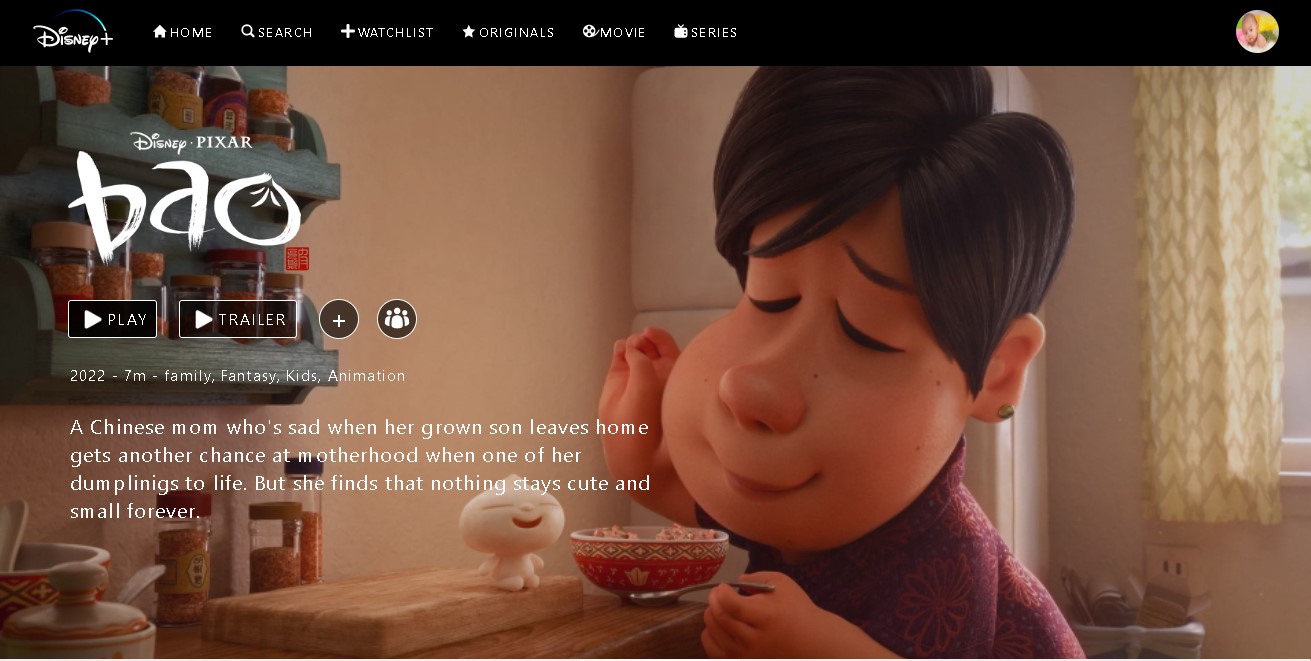 Disney+
HOME SEARCH WATCHLIST ORIGINALS MOVIE SERIES
Disney · PIXAR
bao
PLAY TRAILER +
2022 - 7m - family, Fantasy, Kids, Animation
A Chinese mom who's sad when her grown son leaves home
gets another chance at motherhood when one of her
dumplinigs to life. But she finds that nothing stays cute and
small forever.